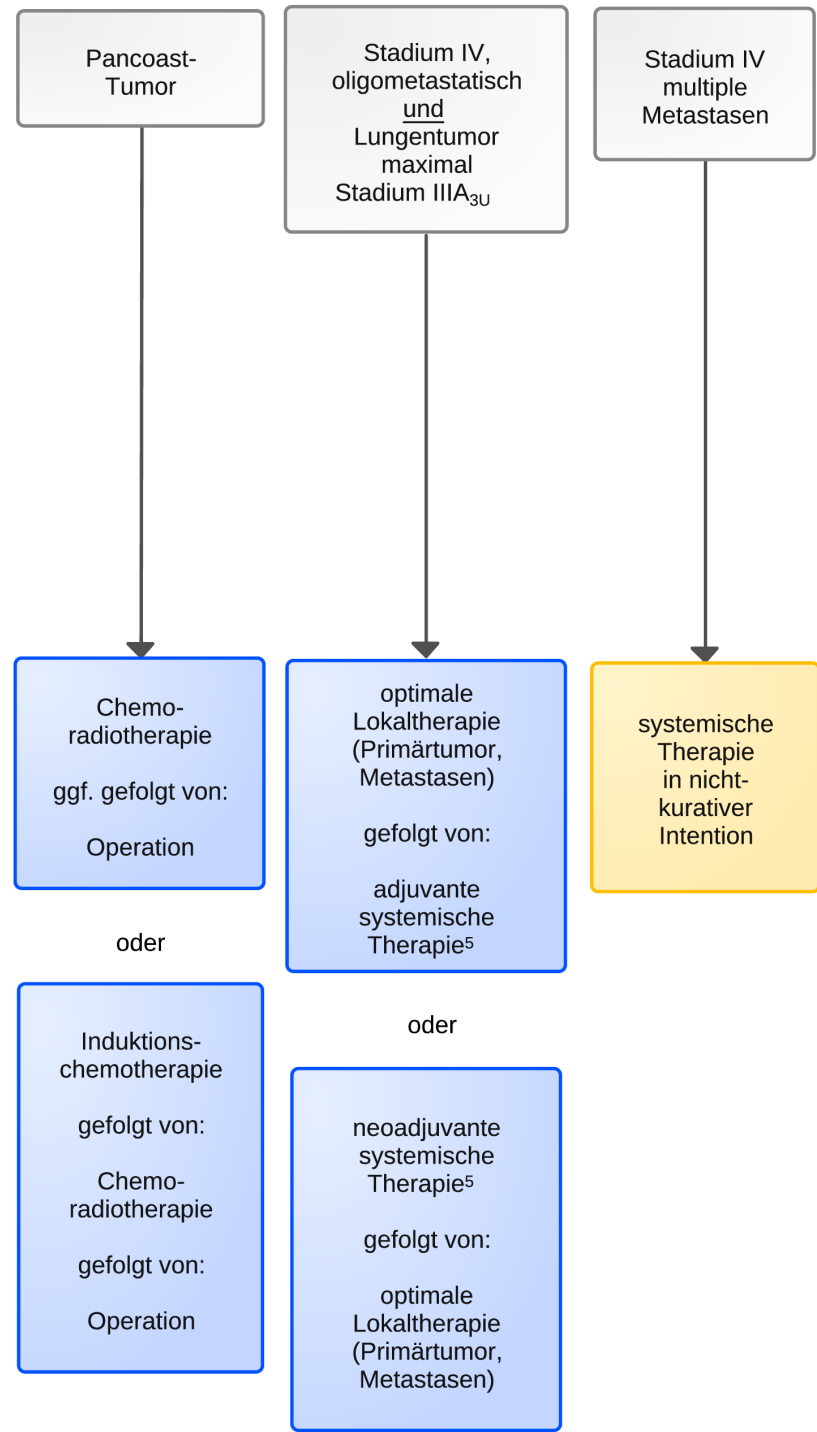 Pancoast-
Tumor
Stadium IV,
oligometastatisch
und
Lungentumor
maximal
Stadium IIIA3U
Stadium IV
multiple
Metastasen
Chemo-
radiotherapie
ggf. gefolgt von:
Operation
oder
Induktions-
chemotherapie
gefolgt von:
Chemo-
radiotherapie
gefolgt von:
Operation
optimale
Lokaltherapie
(Primärtumor,
Metastasen)
gefolgt von:
adjuvante
systemische
Therapie5
oder
neoadjuvante
systemische
Therapie5
gefolgt von:
optimale
Lokaltherapie
(Primärtumor,
Metastasen)
systemische
Therapie
in nicht-
kurativer
Intention